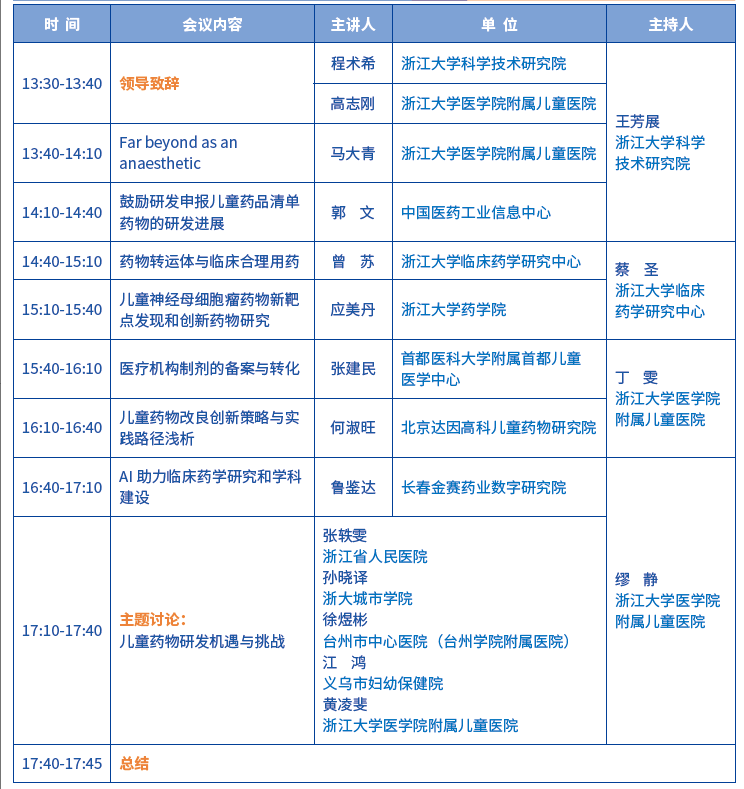 时 间 会议内容 主讲人 单 位 主持人
13:30-13:40 领导致辞
程术希 浙江大学科学技术研究院
高志刚 浙江大学医学院附属儿童医院
王芳展
浙江大学科学
技术研究院
13:40-14:10
Far beyond as an
anaesthetic
马大青 浙江大学医学院附属儿童医院
14:10-14:40
鼓励研发申报儿童药品清单
药物的研发进展
郭 文 中国医药工业信息中心
14:40-15:10 药物转运体与临床合理用药 曾 苏 浙江大学临床药学研究中心
蔡 圣
浙江大学临床
药学研究中心
15:10-15:40
儿童神经母细胞瘤药物新靶
点发现和创新药物研究
应美丹 浙江大学药学院
15:40-16:10 医疗机构制剂的备案与转化 张建民
首都医科大学附属首都儿童
医学中心
丁 雯
浙江大学医学院
附属儿童医院
16:10-16:40
儿童药物改良创新策略与实
践路径浅析
何淑旺 北京达因高科儿童药物研究院
16:40-17:10
AI 助力临床药学研究和学科
建设
鲁鉴达 长春金赛药业数字研究院
缪 静
浙江大学医学院
附属儿童医院
17:10-17:40
主题讨论：
儿童药物研发机遇与挑战
张轶雯
浙江省人民医院
孙晓译
浙大城市学院
徐煜彬
台州市中心医院（台州学院附属医院）
江 鸿
义乌市妇幼保健院
黄凌斐
浙江大学医学院附属儿童医院
17:40-17:45 总结